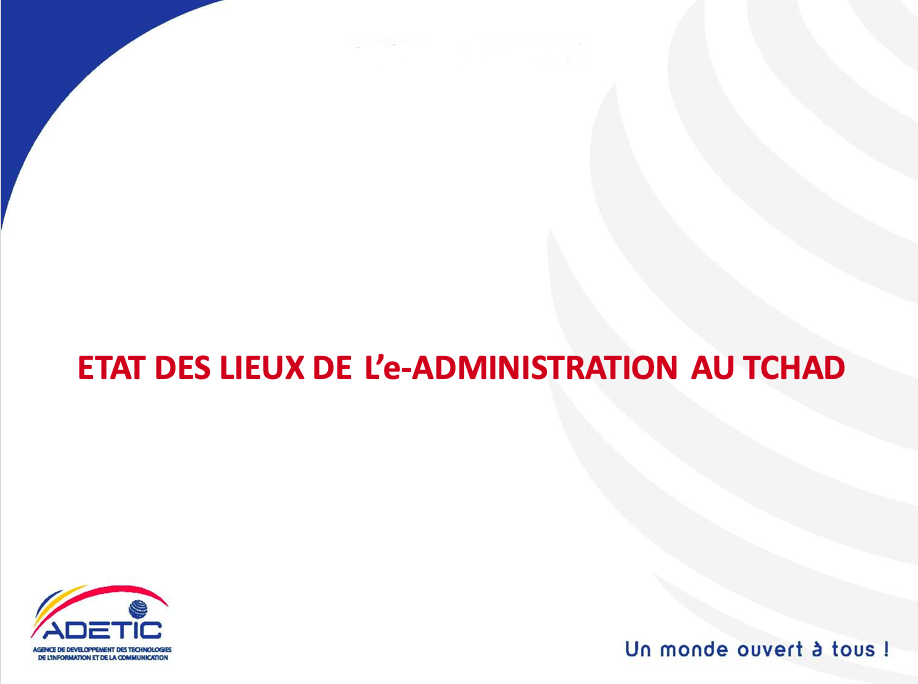 ETAT DES LIEUX DE L’e-ADMINISTRATION AU TCHAD
ADETIC
AGENCE DE DEVELOPPEMENT DES TECHNOLOGIES
DE L'INFORMATION ET DE LA COMMUNICATION
Un monde ouvert à tous !